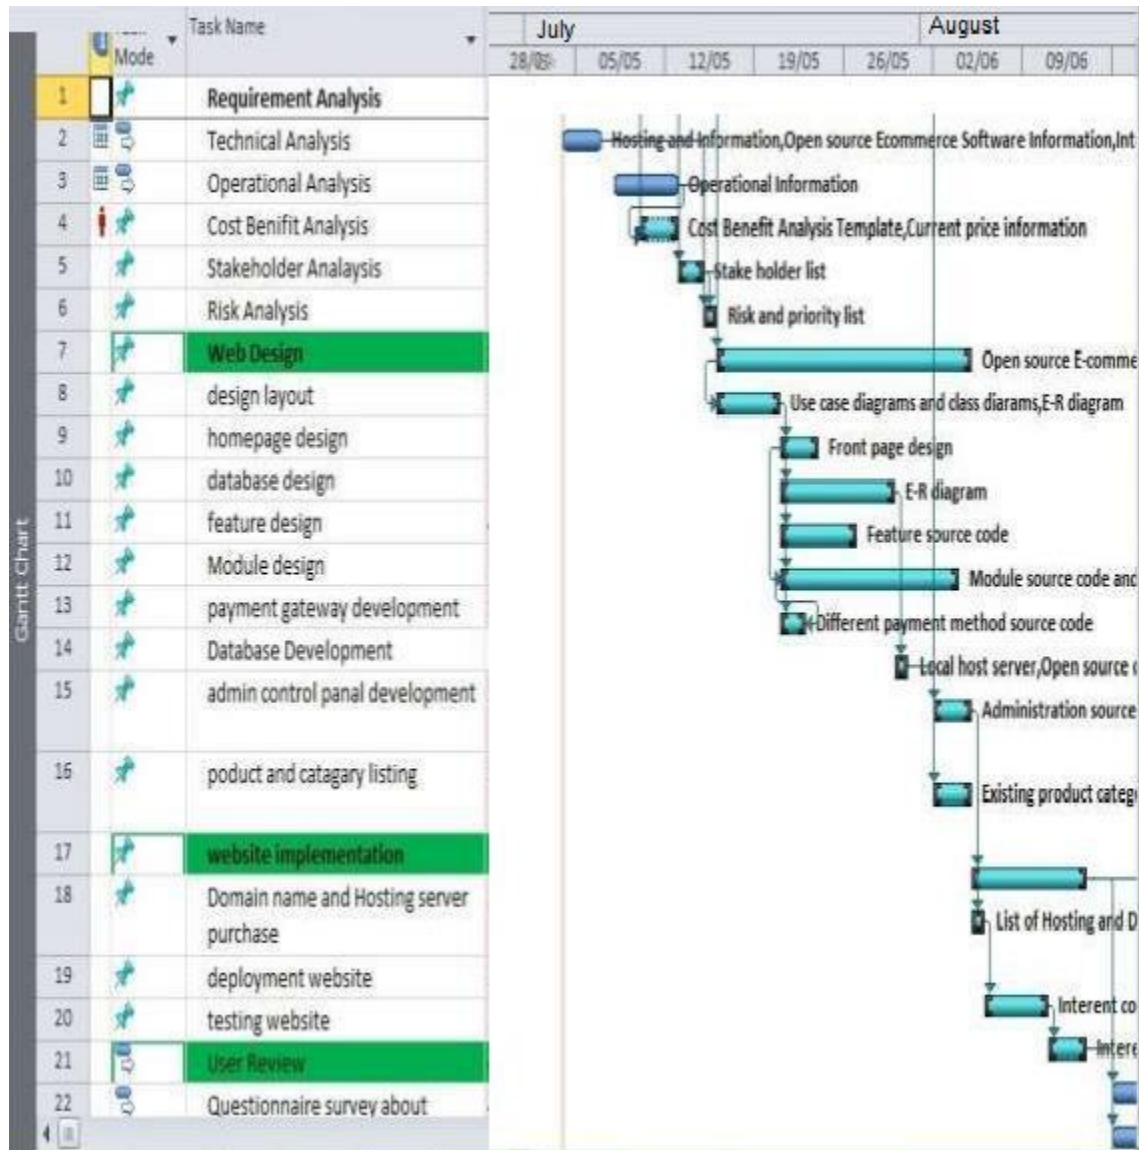 July August
Task Name
Mode
28/05 05/05 12/05 19/05 26/05 02/06 09/06
1 Requirement Analysis
2 Technical Analysis Hosting and Information,Open source Ecommerce Software Information,Int
3 Operational Analysis Operational Information
4 Cost Benifit Analysis Cost Benefit Analysis Template,Current price information
5 Stakeholder Analaysis Stake holder list
6 Risk Analysis Risk and priority list
7 Web Design Open source E-comme
8 design layout Use case diagrams and class diarams,E-R diagram
9 homepage design Front page design
10 database design E-R diagram
11 feature design Feature source code
12 Module design Module source code and
13 payment gateway development Different payment method source code
14 Database Development Local host server,Open source
15 admin control panal development Administration source
16 poduct and catagary listing Existing product categ
17 website implementation
18 Domain name and Hosting server List of Hosting and D
purchase
19 deployment website Interent co
20 testing website Intere
21 User Review
22 Questionnaire survey about
Gantt Chart